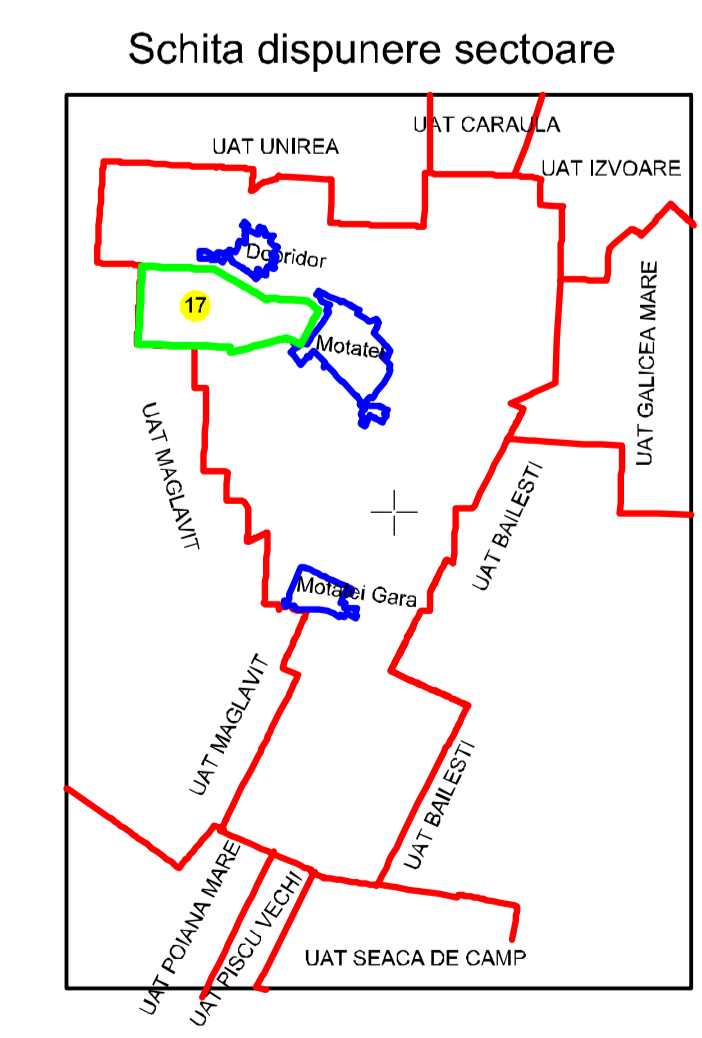 Schita dispunere sectoare
UAT CARAULA
UAT UNIREA
UAT IZVOARE
Dobridor
UAT GALICEA MARE
17
Motatei
UAT MAGLAVIT
UAT BAILESTI
Motatei Gara
UAT MAGLAVIT
UAT BAILESTI
UAT POIANA MARE
UAT PISCU VECHI
UAT SEACA DE CAMP